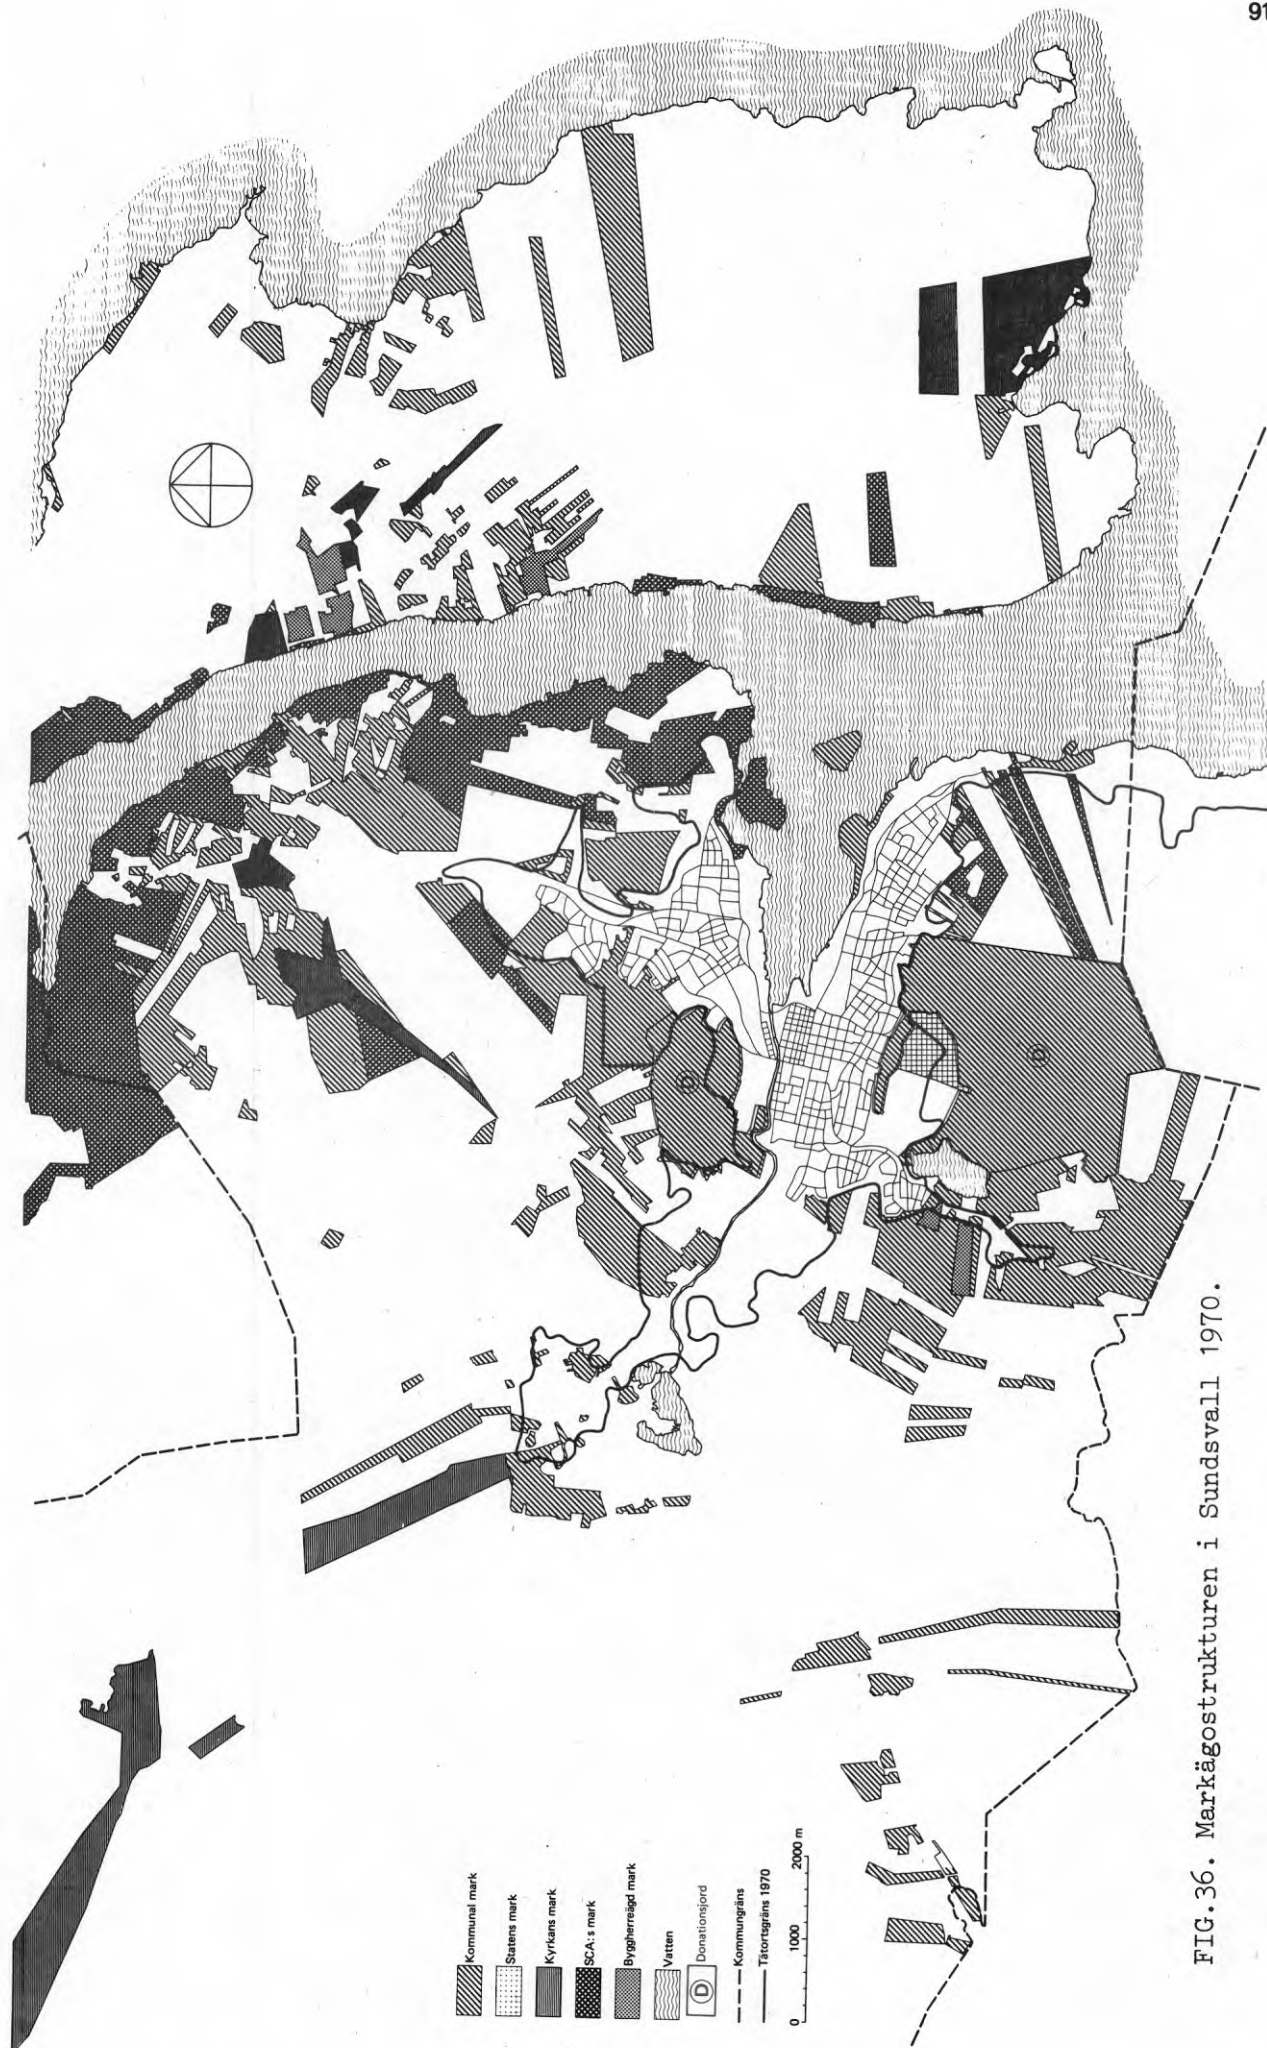 91
Kommunal mark
Statens mark
Kyrkans mark
SCA:s mark
Byggherreägd mark
Vatten
D Donationsjord
Kommungräns
Tätortsgräns 1970
0 1000 2000 m
D
D
FIG.36. Markägostrukturen i Sundsvall 1970.